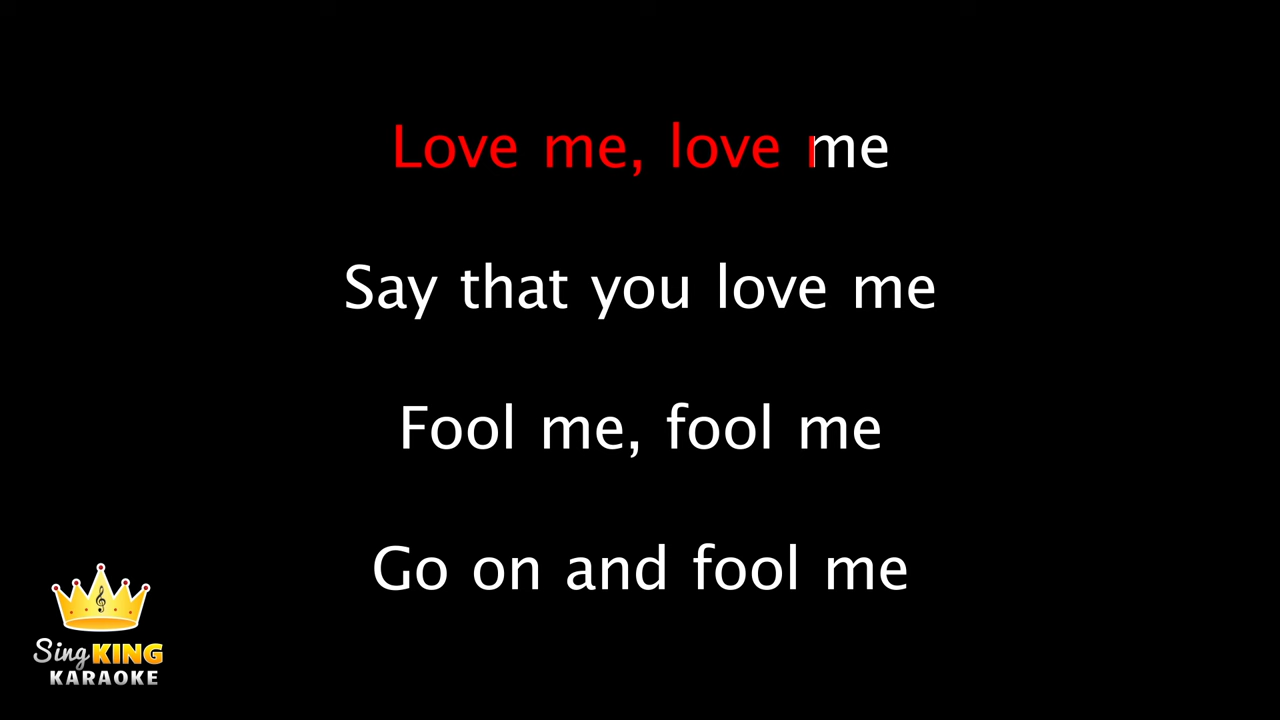 Love me, love me
Say that you love me
Fool me, fool me
Go on and fool me
Sing KING
KARAOKE